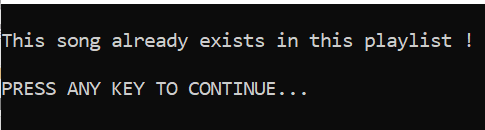 This song already exists in this playlist !
PRESS ANY KEY TO CONTINUE...